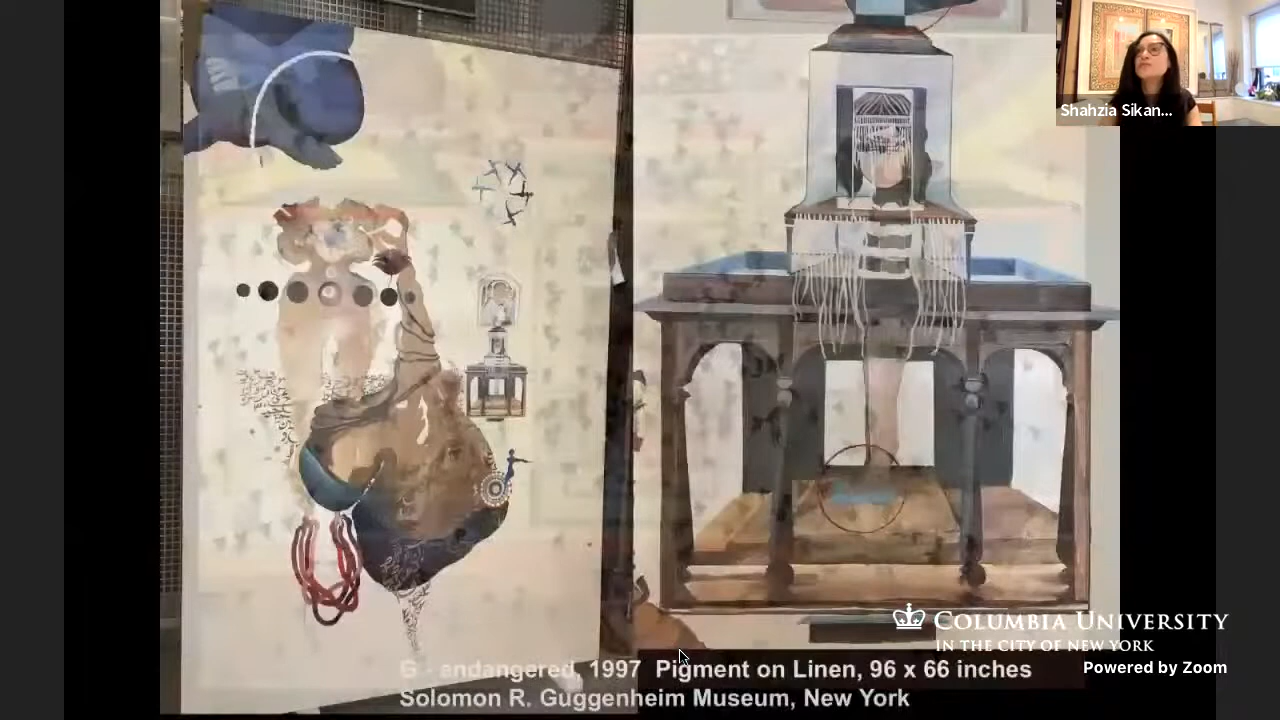 Shahzia Sikan...
COLUMBIA UNIVERSITY
IN THE CITY OF NEW YORK
Powered by Zoom
G - endangered, 1997 Pigment on Linen, 96 x 66 inches
Solomon R. Guggenheim Museum, New York